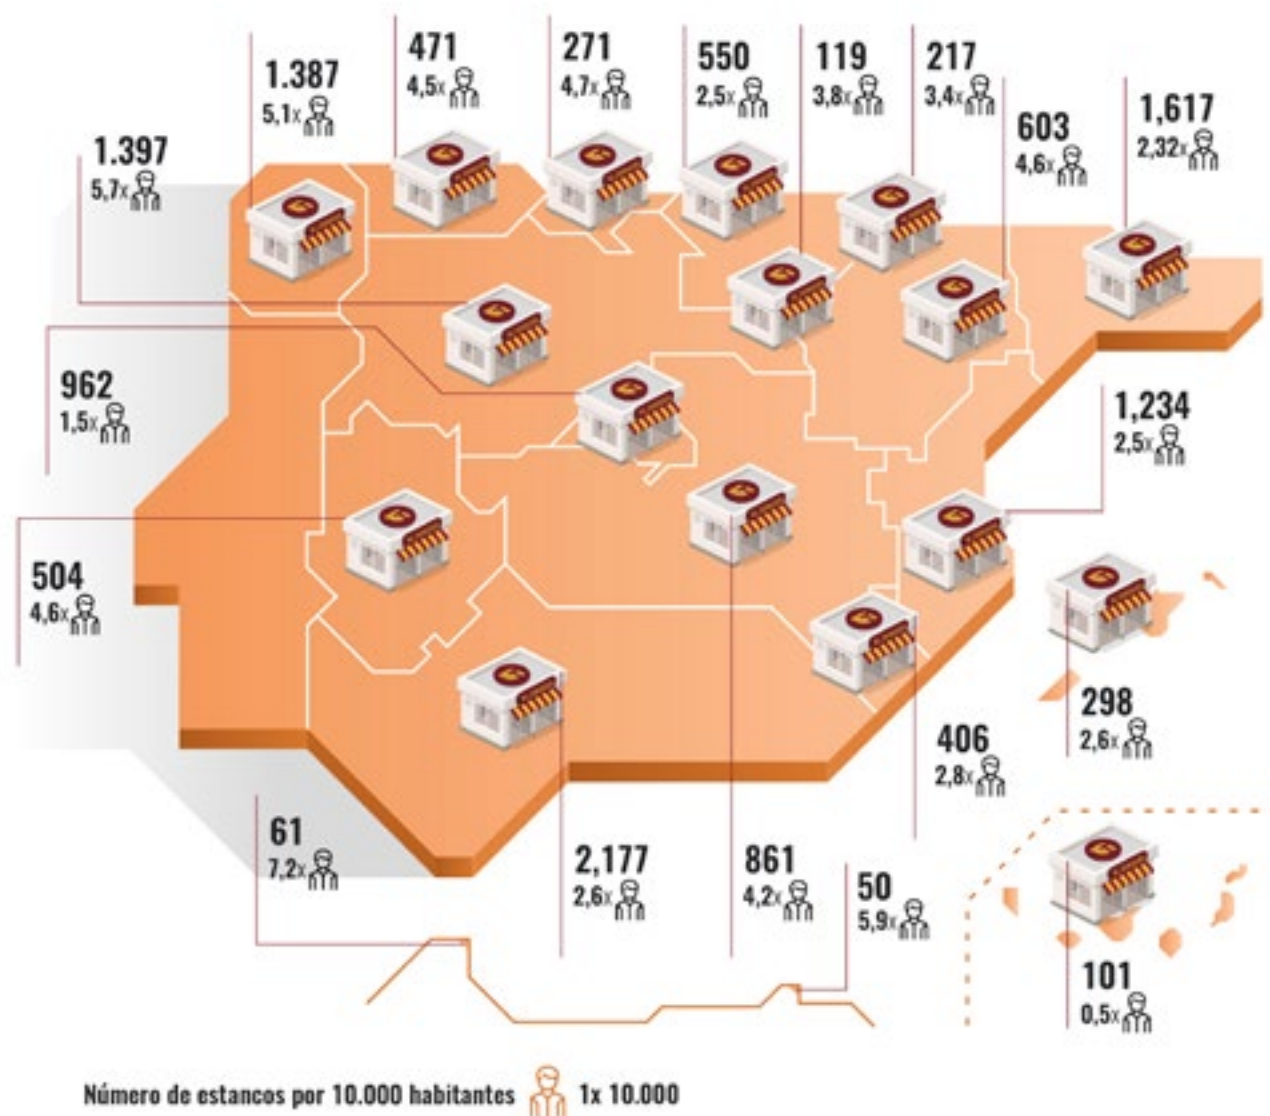 1.387
5,1x
471
4,5x
271
4,7x
550
2,5x
119
3,8x
217
3,4x
603
4,6x
1,617
2,32x
1.397
5,7x
962
1,5x
1,234
2,5x
504
4,6x
298
2,6x
406
2,8x
61
7,2x
2,177
2,6x
861
4,2x
50
5,9x
101
0,5x
Número de estancos por 10.000 habitantes 1x 10.000